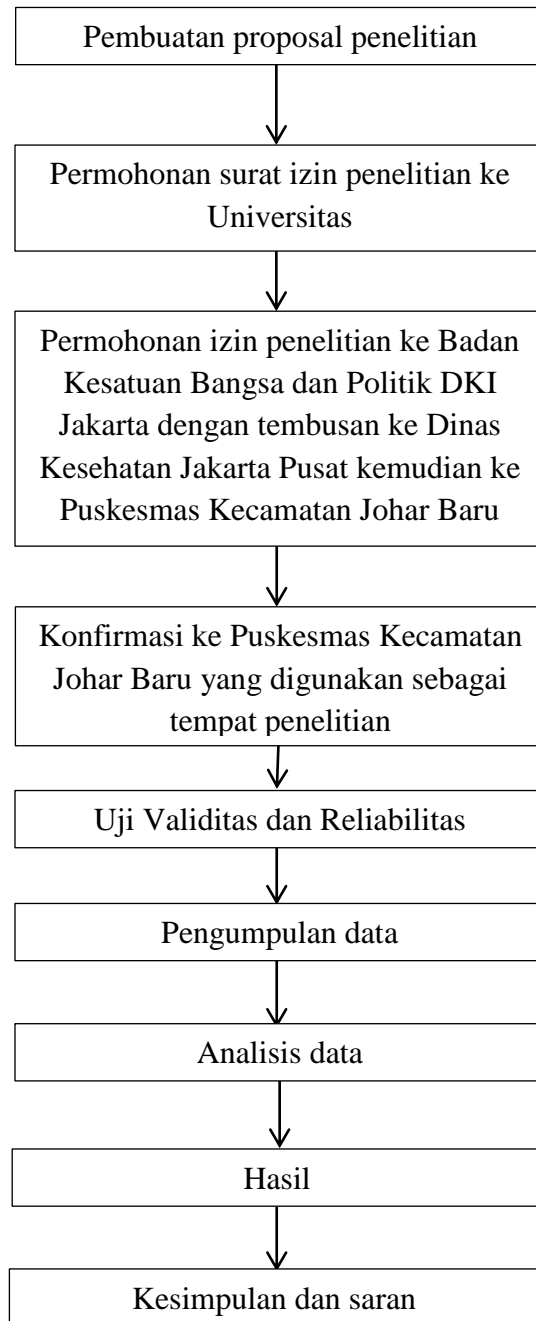 Pembuatan proposal penelitian
Permohonan surat izin penelitian ke
Universitas
Permohonan izin penelitian ke Badan
Kesatuan Bangsa dan Politik DKI
Jakarta dengan tembusan ke Dinas
Kesehatan Jakarta Pusat kemudian ke
Puskesmas Kecamatan Johar Baru
Konfirmasi ke Puskesmas Kecamatan
Johar Baru yang digunakan sebagai
tempat penelitian
Uji Validitas dan Reliabilitas
Pengumpulan data
Analisis data
Hasil
Kesimpulan dan saran